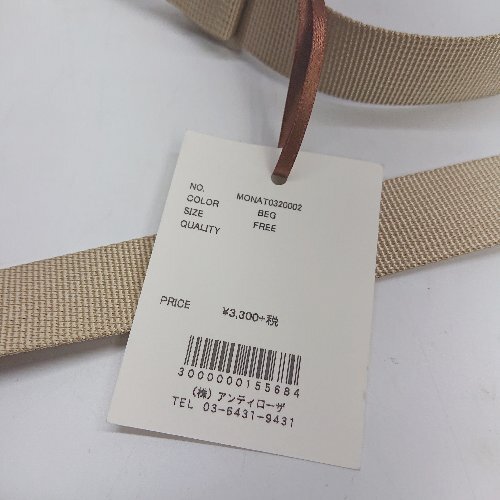 NO. MONAT0320002
COLOR BEG
SIZE FREE
QUALITY
PRICE ¥3,300+税
3000000155684
(株)アンティローザ
TEL 03-6431-9431